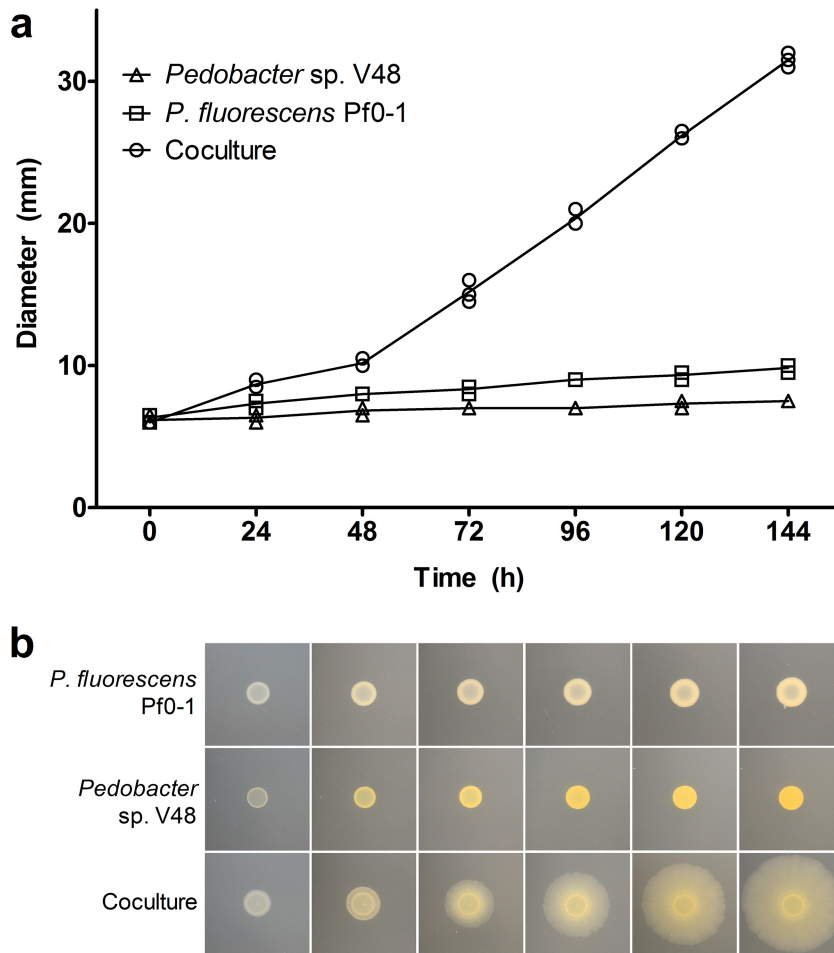 a
Pedobacter sp. V48
P. fluorescens Pf0-1
Coculture
30
20
10
0
Diameter (mm)
0 24 48 72 96 120 144
Time (h)
b
P. fluorescens
Pf0-1
Pedobacter
sp. V48
Coculture